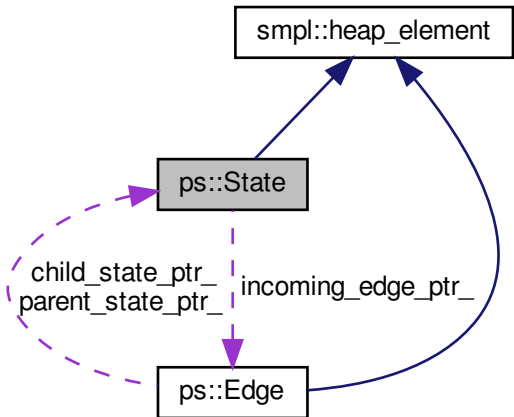 smpl::heap_element
ps::State
child_state_ptr_
parent_state_ptr_
incoming_edge_ptr_
ps::Edge